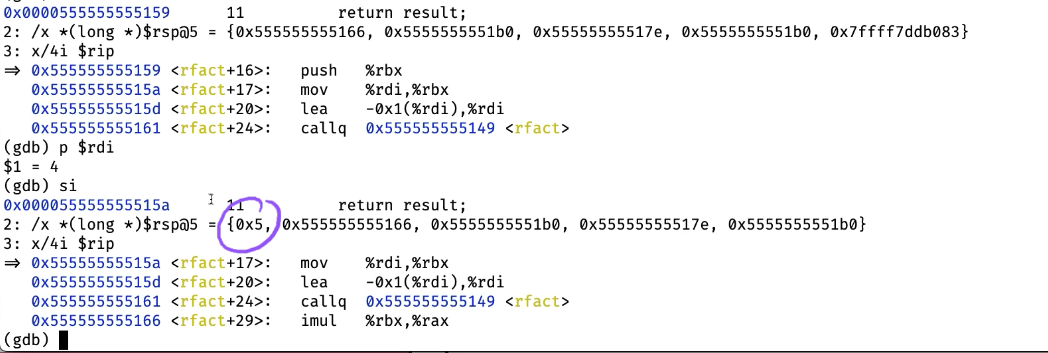 0x0000555555555159      11          return result;
2: /x *(long *)$rsp@5 = {0x555555555166, 0x5555555551b0, 0x55555555517e, 0x5555555551b0, 0x7ffff7ddb083}
3: x/4i $rip
=> 0x555555555159 <rfact+16>:   push   %rbx
   0x55555555515a <rfact+17>:   mov    %rdi,%rbx
   0x55555555515d <rfact+20>:   lea    -0x1(%rdi),%rdi
   0x555555555161 <rfact+24>:   callq  0x555555555149 <rfact>
(gdb) p $rdi
$1 = 4
(gdb) si
0x000055555555515a      11          return result;
2: /x *(long *)$rsp@5 = {0x5, 0x555555555166, 0x5555555551b0, 0x55555555517e, 0x5555555551b0}
3: x/4i $rip
=> 0x55555555515a <rfact+17>:   mov    %rdi,%rbx
   0x55555555515d <rfact+20>:   lea    -0x1(%rdi),%rdi
   0x555555555161 <rfact+24>:   callq  0x555555555149 <rfact>
   0x555555555166 <rfact+29>:   imul   %rbx,%rax
(gdb)